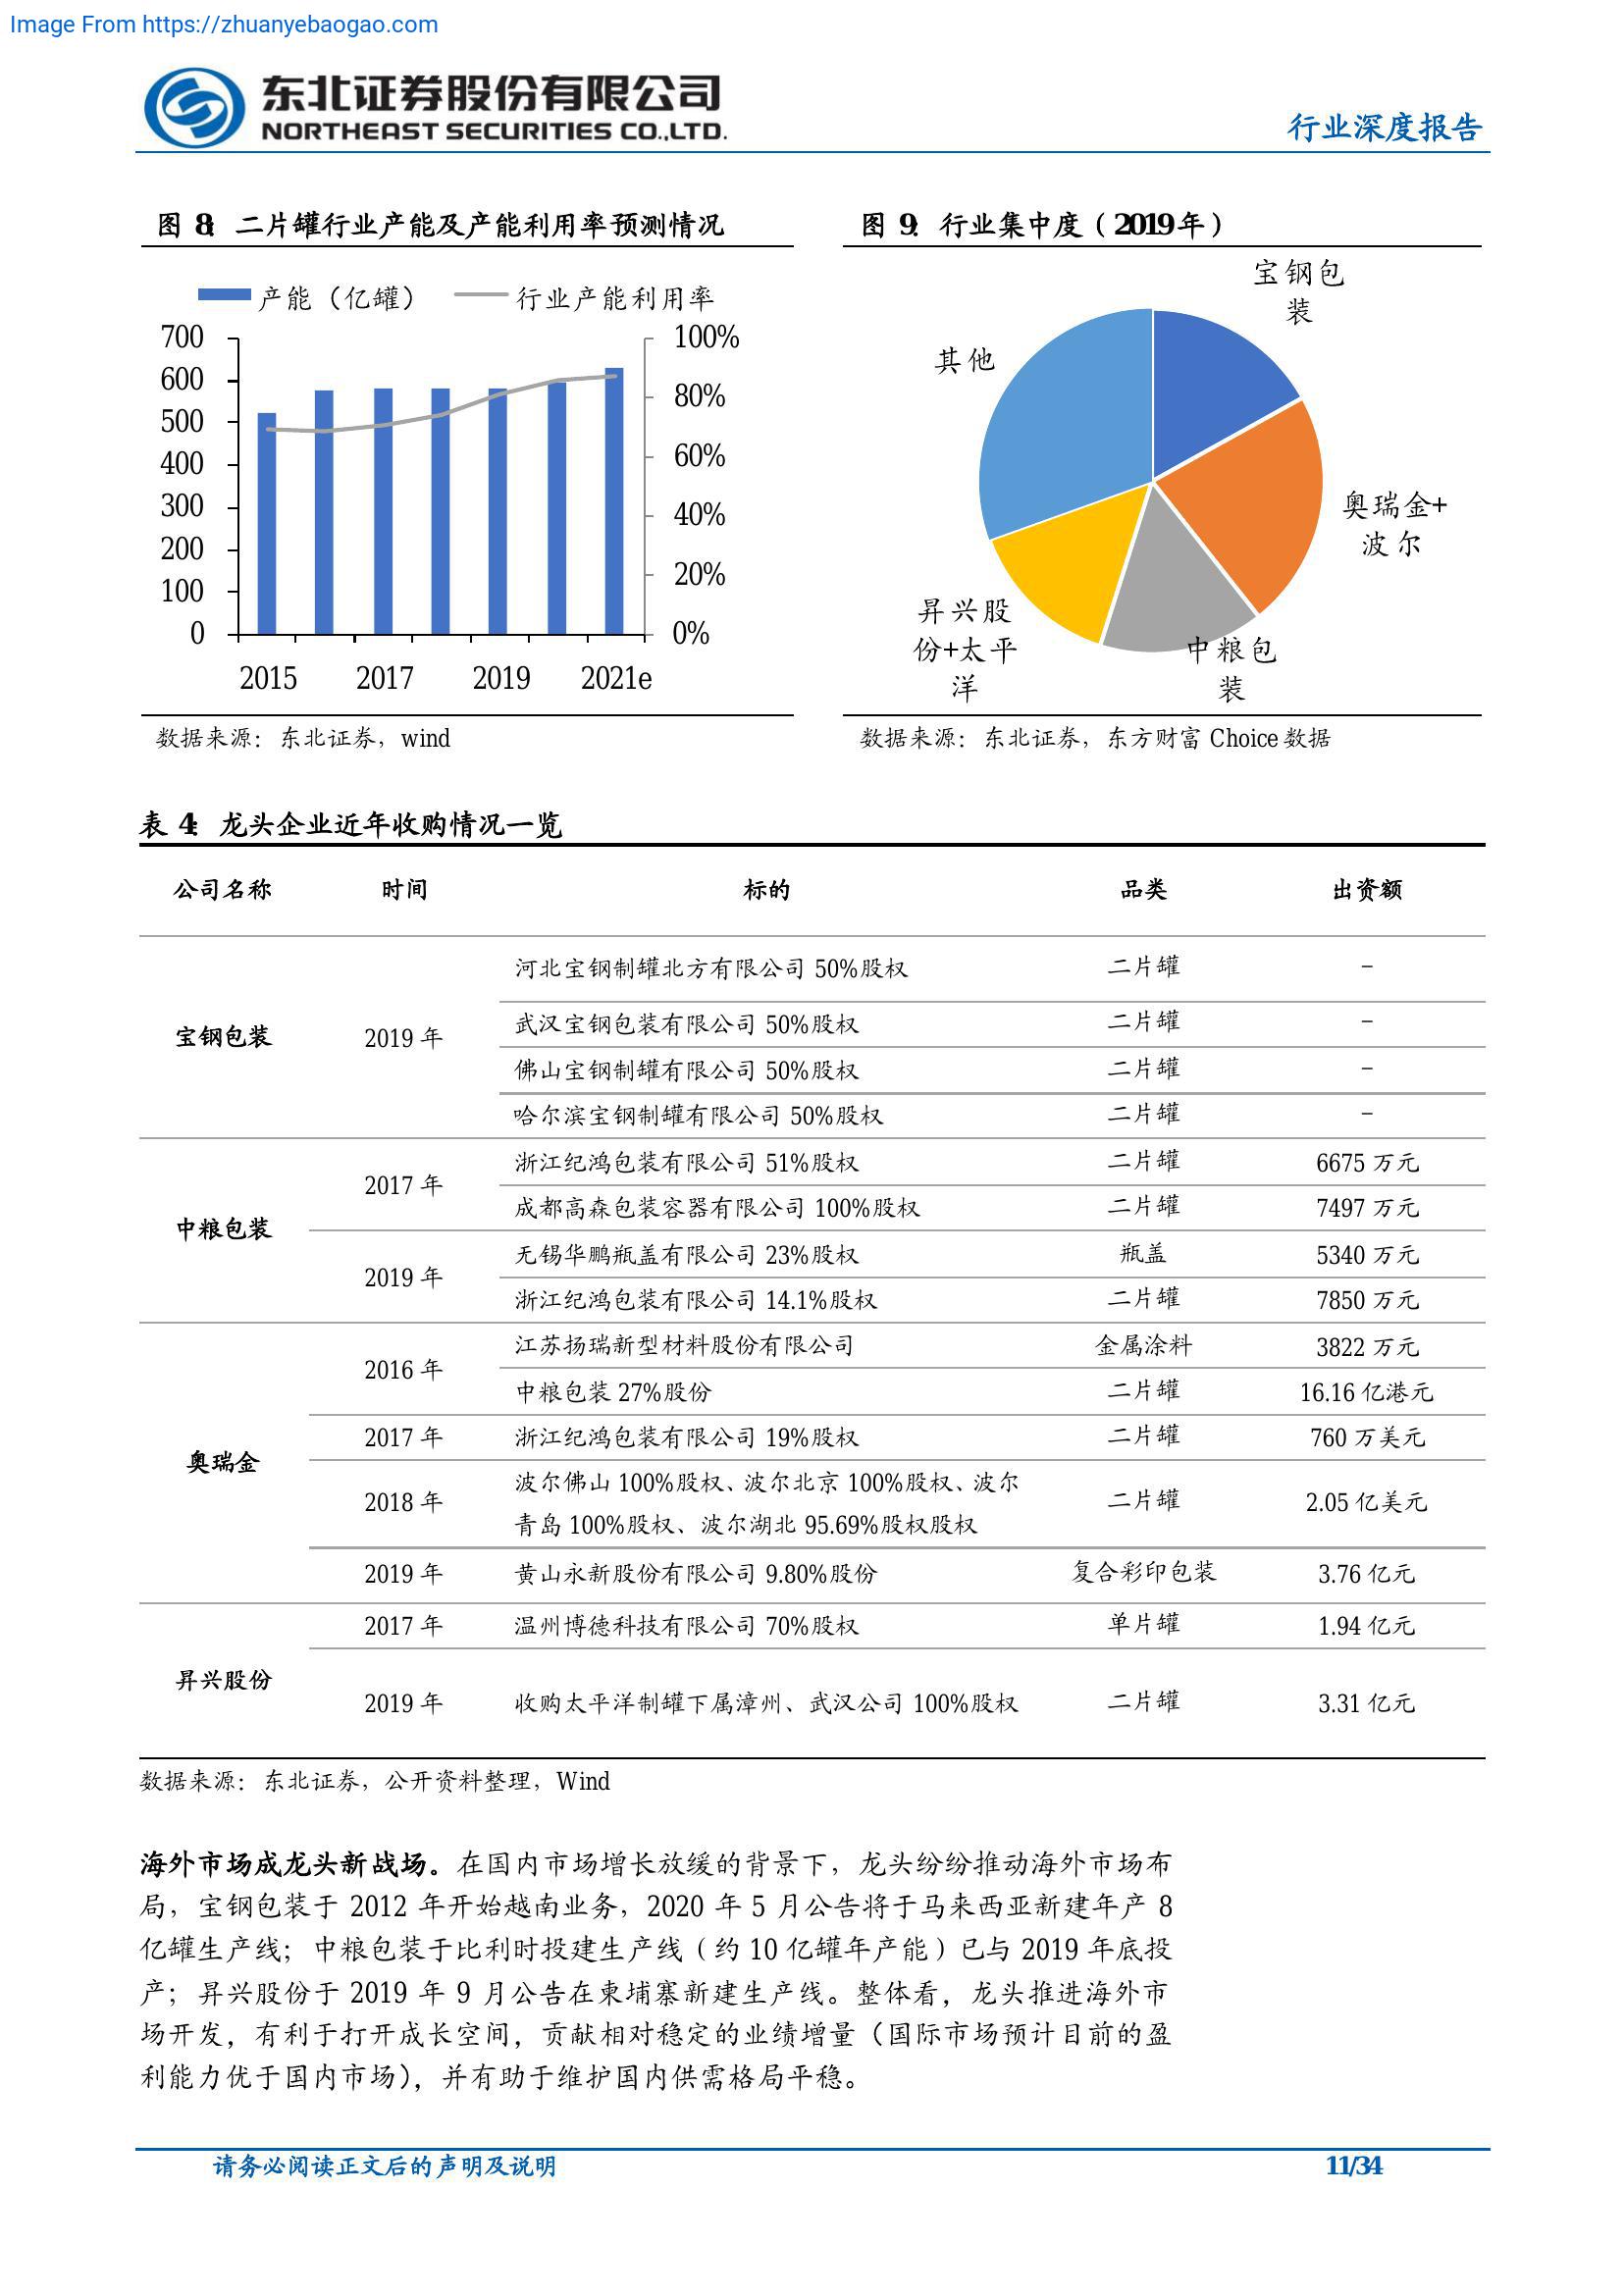 Image From https://zhuanyebaogao.com
东北证券股份有限公司
NORTHEAST SECURITIES CO.,LTD.
行业深度报告
图 8：二片罐行业产能及产能利用率预测情况
产能（亿罐）
行业产能利用率
700
600
500
400
300
200
100
0
100%
80%
60%
40%
20%
0%
2015
2017
2019
2021e
数据来源：东北证券，wind
图 9：行业集中度（2019年）
宝钢包
装
其他
奥瑞金+
波尔
昇兴股
份+太平
洋
中粮包
装
数据来源：东北证券，东方财富 Choice 数据
表 4：龙头企业近年收购情况一览
公司名称 时间 标的 品类 出资额
河北宝钢制罐北方有限公司 50%股权 二片罐 –
宝钢包装 2019 年
武汉宝钢包装有限公司 50%股权 二片罐 –
佛山宝钢制罐有限公司 50%股权 二片罐 –
哈尔滨宝钢制罐有限公司 50%股权 二片罐 –
中粮包装
2017 年
浙江纪鸿包装有限公司 51%股权 二片罐 6675 万元
成都高森包装容器有限公司 100%股权 二片罐 7497 万元
2019 年
无锡华鹏瓶盖有限公司 23%股权 瓶盖 5340 万元
浙江纪鸿包装有限公司 14.1%股权 二片罐 7850 万元
奥瑞金
2016 年
江苏扬瑞新型材料股份有限公司 金属涂料 3822 万元
中粮包装 27%股份 二片罐 16.16 亿港元
2017 年 浙江纪鸿包装有限公司 19%股权 二片罐 760 万美元
2018 年
波尔佛山 100%股权、波尔北京 100%股权、波尔
青岛 100%股权、波尔湖北 95.69%股权股权
二片罐 2.05 亿美元
2019 年 黄山永新股份有限公司 9.80%股份 复合彩印包装 3.76 亿元
昇兴股份
2017 年 温州博德科技有限公司 70%股权 单片罐 1.94 亿元
2019 年 收购太平洋制罐下属漳州、武汉公司 100%股权 二片罐 3.31 亿元
数据来源：东北证券，公开资料整理，Wind
海外市场成龙头新战场。在国内市场增长放缓的背景下，龙头纷纷推动海外市场布
局，宝钢包装于 2012 年开始越南业务，2020 年 5 月公告将于马来西亚新建年产 8
亿罐生产线；中粮包装于比利时投建生产线（约 10 亿罐年产能）已与 2019 年底投
产；昇兴股份于 2019 年 9 月公告在柬埔寨新建生产线。整体看，龙头推进海外市
场开发，有利于打开成长空间，贡献相对稳定的业绩增量（国际市场预计目前的盈
利能力优于国内市场），并有助于维护国内供需格局平稳。
请务必阅读正文后的声明及说明
11/34